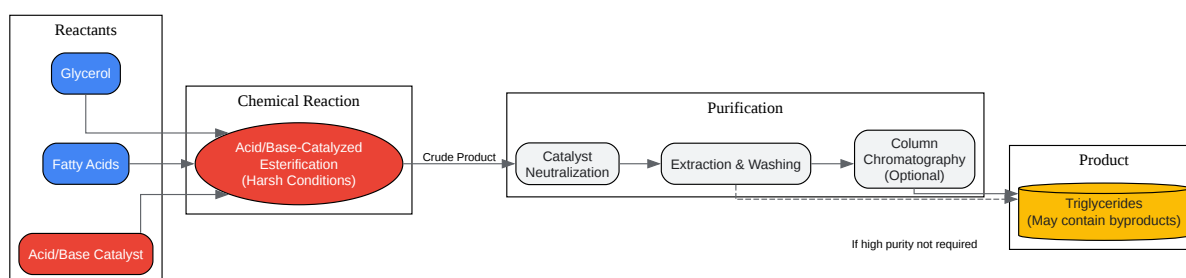 Reactants
Glycerol
Fatty Acids
Acid/Base Catalyst
Chemical Reaction
Acid/Base-Catalyzed
Esterification
(Harsh Conditions)
Crude Product
Purification
Catalyst
Neutralization
Extraction & Washing
Column
Chromatography
(Optional)
If high purity not required
Product
Triglycerides
(May contain byproducts)